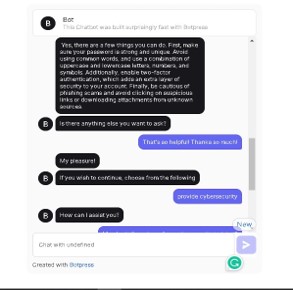 B
Bot
This Chatbot was built surprisingly fast with Botpress
Yes, there are a few things you can do. First, make
sure your password is strong and unique. Avoid
using common words, and use a combination of
uppercase and lowercase letters, numbers, and
symbols. Additionally, enable two-factor
authentication, which adds an extra layer of
security to your account. Finally, be cautious of
phishing scams and avoid clicking on suspicious
links or downloading attachments from unknown
sources.
B
Is there anything else you want to ask?
That's so helpful! Thanks so much!
My pleasure!
B
If you wish to continue, choose from the following
provide cybersecurity
B
How can I assist you?
New
Chat with undefined
Created with Botpress